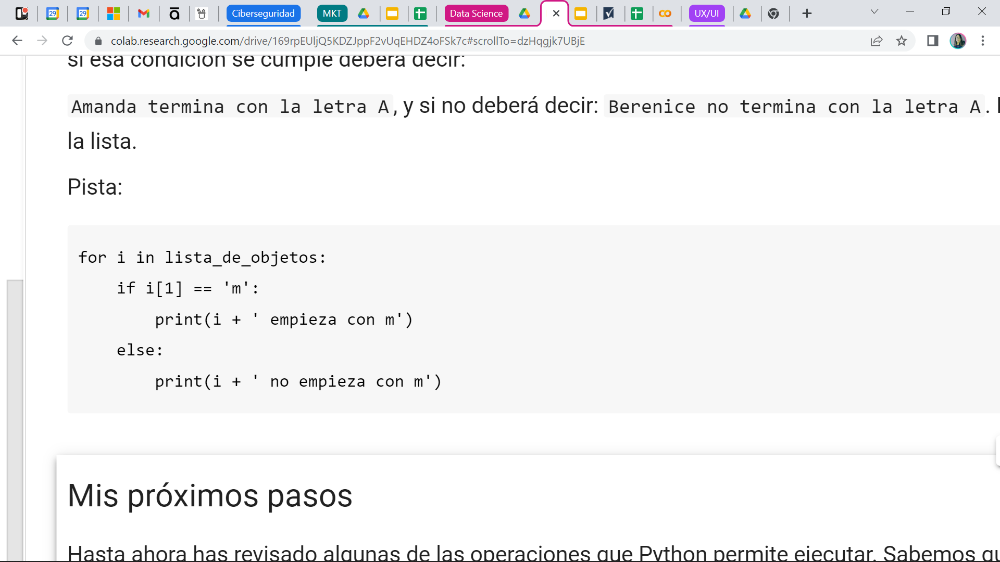 29
29
ā
Ciberseguridad
MKT
Data Science
UX/UI
colab.research.google.com/drive/169rpEUljQ5KDZJppF2vUqEHDZ4oFSk7c#scrollTo=dzHqgjk7UBjE
si esa condición se cumple deberá decir:
Amanda termina con la letra A, y si no deberá decir: Berenice no termina con la letra A.
la lista.
Pista:
for i in lista_de_objetos:
if i[1] == 'm':
print(i + ' empieza con m')
else:
print(i + ' no empieza con m')
Mis próximos pasos
Hasta ahora has revisado algunas de las operaciones que Python permite ejecutar. Sabemos qu